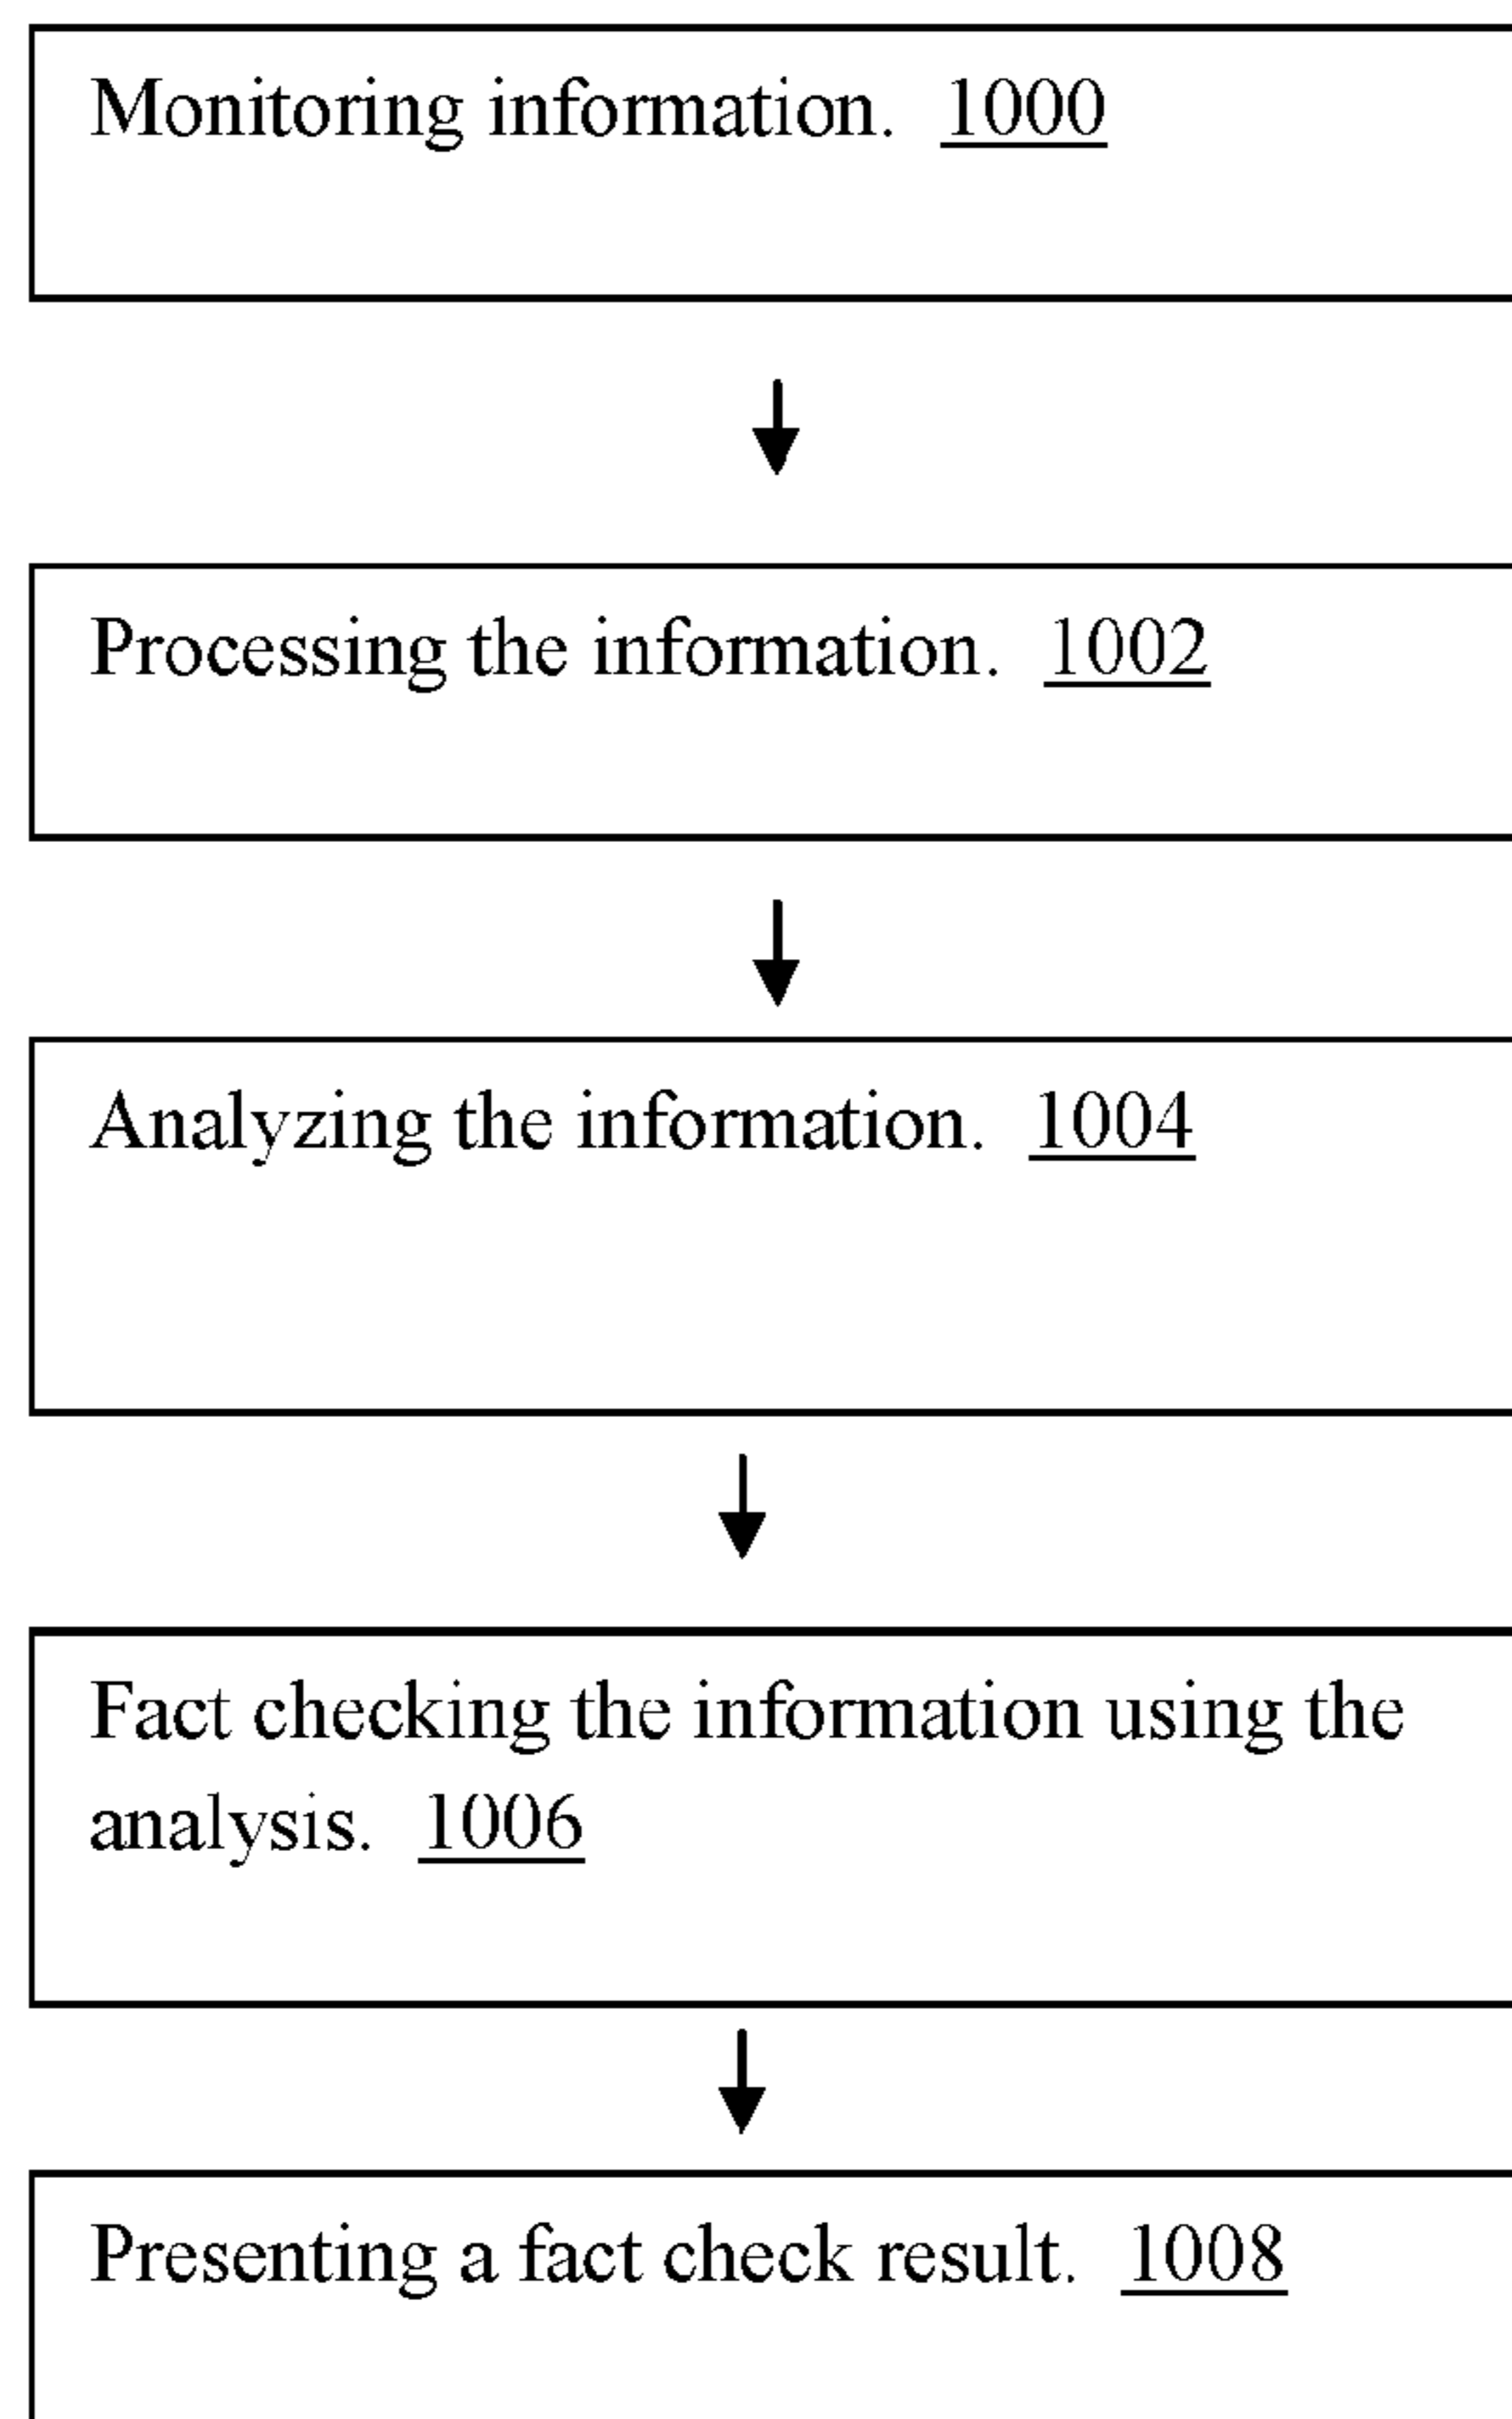 Monitoring information. 1000
Processing the information. 1002
Analyzing the information. 1004
Fact checking the information using the
analysis. 1006
Presenting a fact check result. 1008